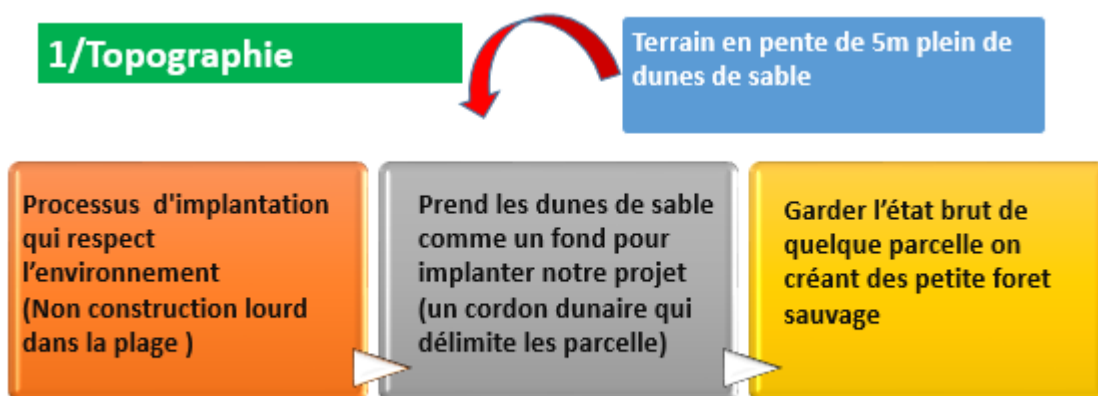 1/Topographie
Terrain en pente de 5m plein de
dunes de sable
Processus d'implantation
qui respect
l'environnement
(Non construction lourd
dans la plage )
Prend les dunes de sable
comme un fond pour
implanter notre projet
(un cordon dunaire qui
délimite les parcelle)
Garder l’état brut de
quelque parcelle on
créant des petite foret
sauvage